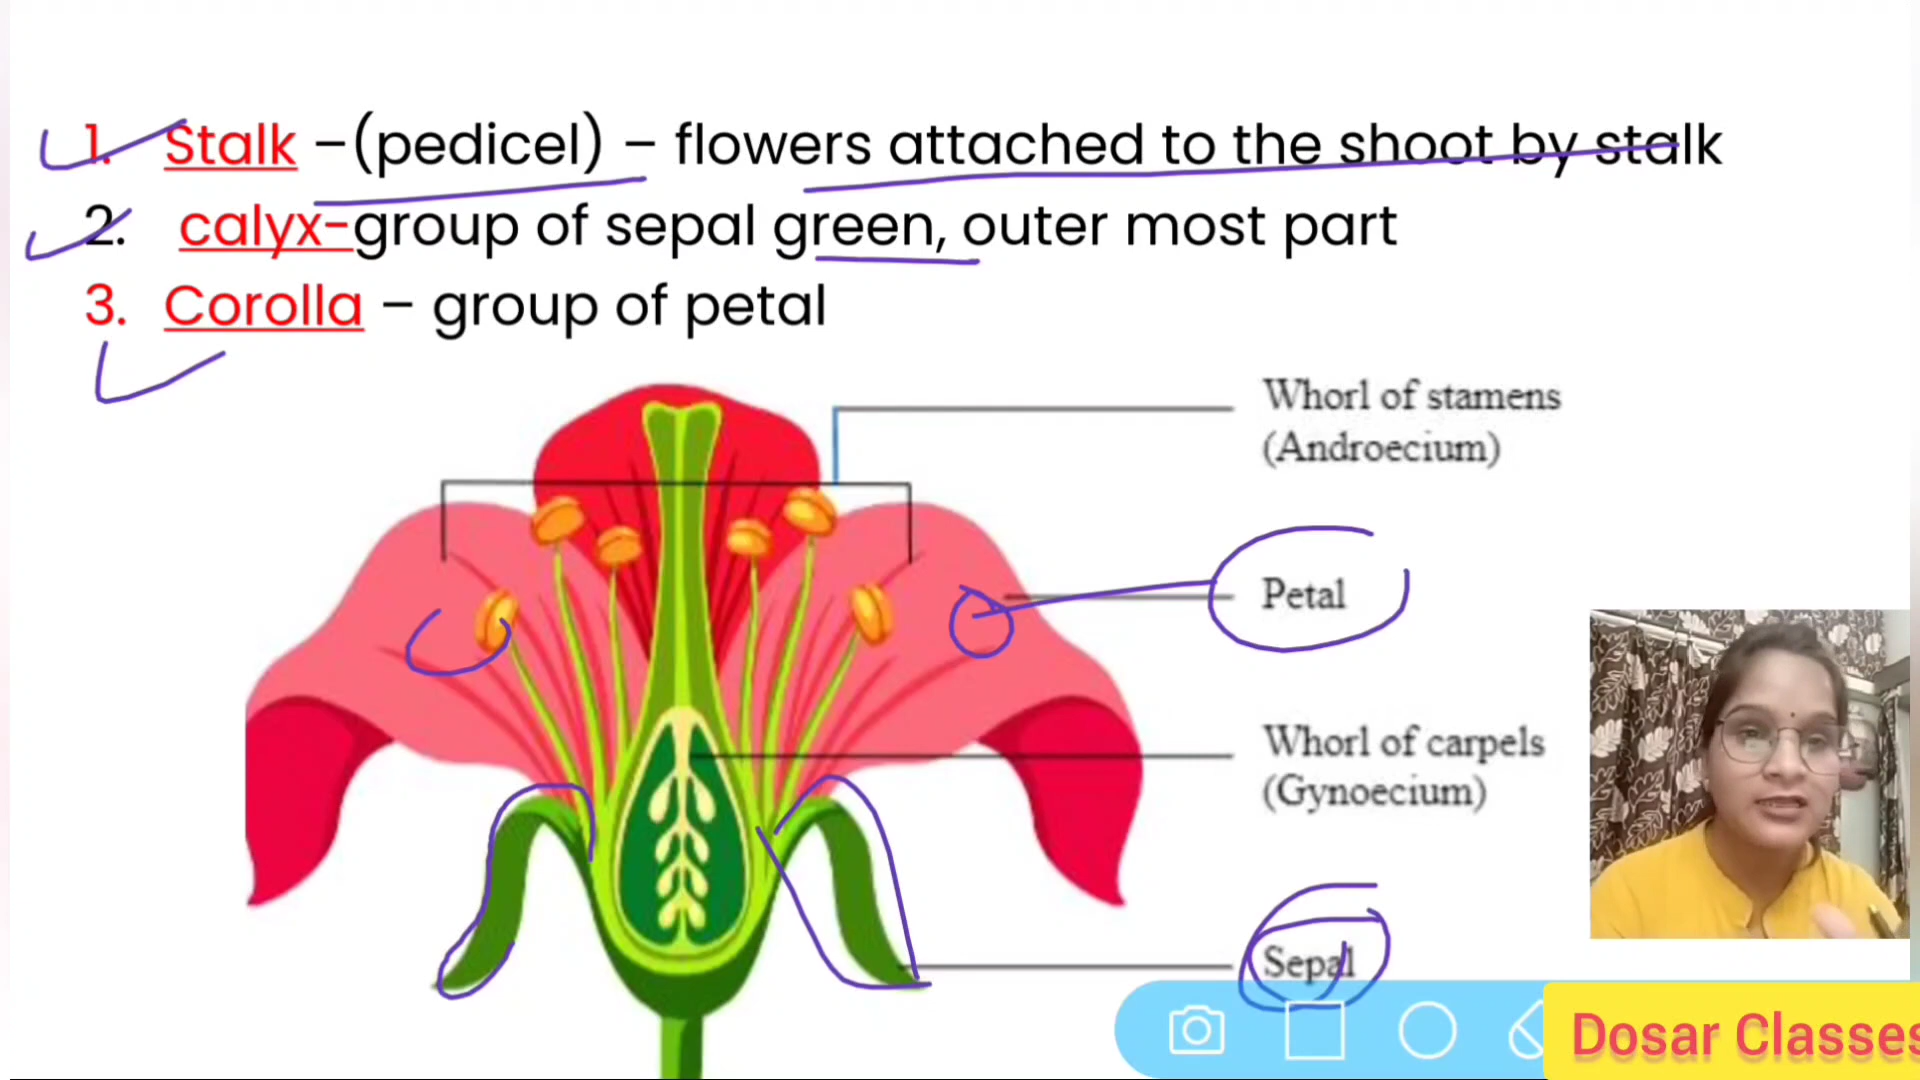 1. Stalk –(pedicel) – flowers attached to the shoot by stalk
2. calyx-group of sepal green, outer most part
3. Corolla – group of petal
Whorl of stamens
(Androecium)
Petal
Whorl of carpels
(Gynoecium)
Sepal
Dosar Classes